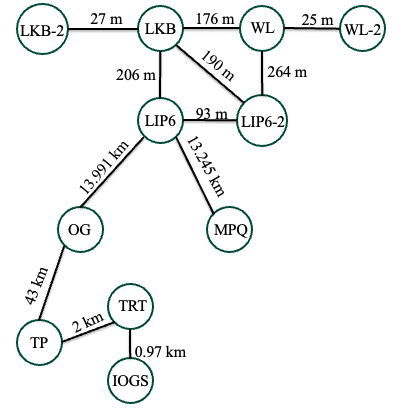 27 m
176 m
25 m
LKB-2
LKB
WL
WL-2
206 m
190 m
264 m
LIP6
93 m
LIP6-2
13.991 km
13.245 km
OG
MPQ
43 km
TRT
2 km
TP
0.97 km
IOGS